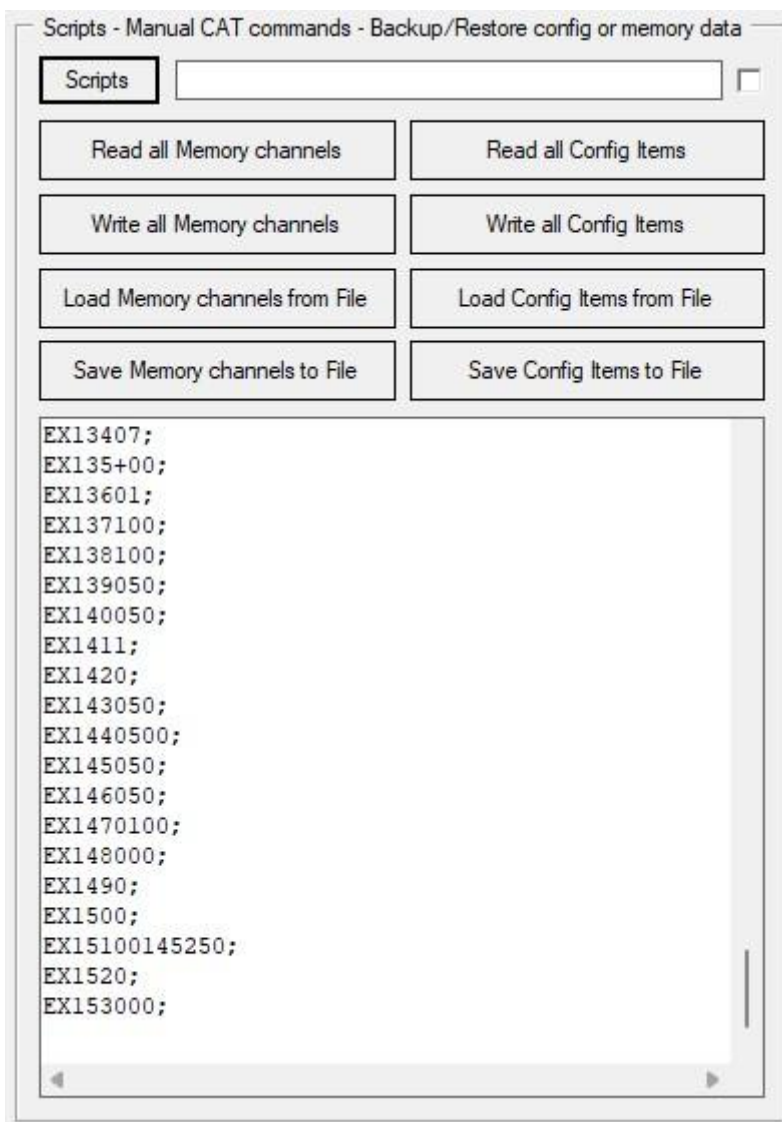 Scripts - Manual CAT commands - Backup/Restore config or memory data
Scripts
Read all Memory channels Read all Config Items
Write all Memory channels Write all Config Items
Load Memory channels from File Load Config Items from File
Save Memory channels to File Save Config Items to File
EX13407;
EX135+00;
EX13601;
EX137100;
EX138100;
EX139050;
EX140050;
EX1411;
EX1420;
EX143050;
EX1440500;
EX145050;
EX146050;
EX1470100;
EX148000;
EX1490;
EX1500;
EX15100145250;
EX1520;
EX153000;